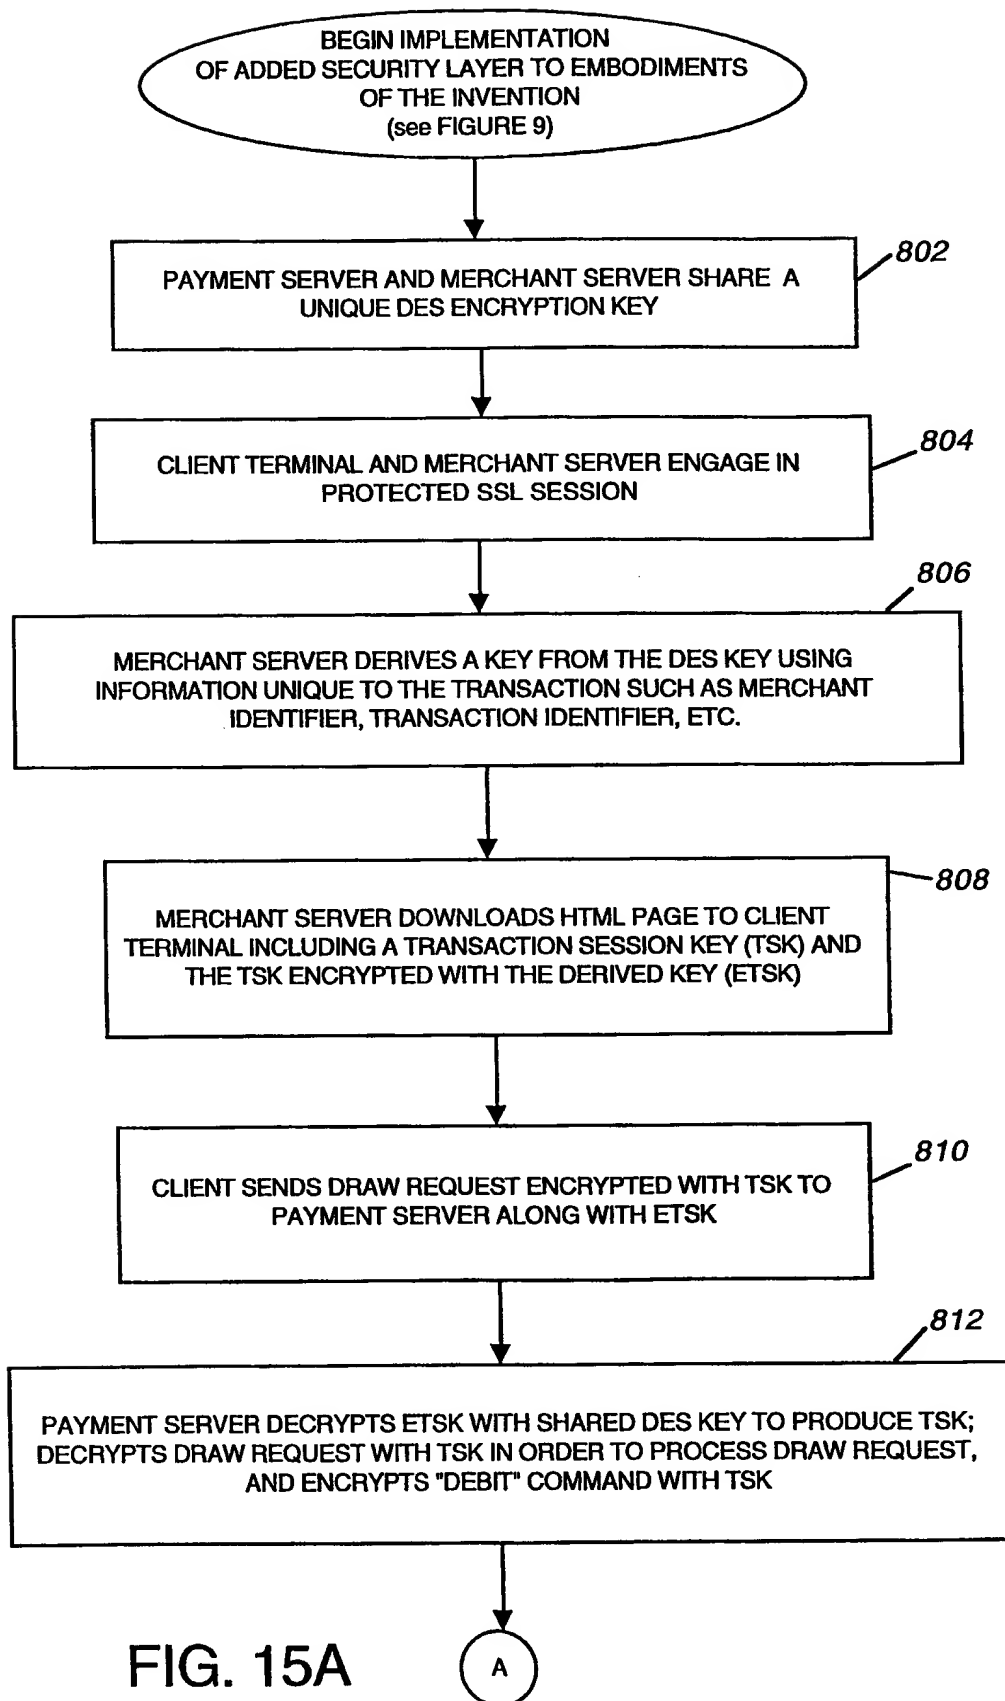 BEGIN IMPLEMENTATION
OF ADDED SECURITY LAYER TO EMBODIMENTS
OF THE INVENTION
(see FIGURE 9)
802
PAYMENT SERVER AND MERCHANT SERVER SHARE A
UNIQUE DES ENCRYPTION KEY
804
CLIENT TERMINAL AND MERCHANT SERVER ENGAGE IN
PROTECTED SSL SESSION
806
MERCHANT SERVER DERIVES A KEY FROM THE DES KEY USING
INFORMATION UNIQUE TO THE TRANSACTION SUCH AS MERCHANT
IDENTIFIER, TRANSACTION IDENTIFIER, ETC.
808
MERCHANT SERVER DOWNLOADS HTML PAGE TO CLIENT
TERMINAL INCLUDING A TRANSACTION SESSION KEY (TSK) AND
THE TSK ENCRYPTED WITH THE DERIVED KEY (ETSK)
810
CLIENT SENDS DRAW REQUEST ENCRYPTED WITH TSK TO
PAYMENT SERVER ALONG WITH ETSK
812
PAYMENT SERVER DECRYPTS ETSK WITH SHARED DES KEY TO PRODUCE TSK;
DECRYPTS DRAW REQUEST WITH TSK IN ORDER TO PROCESS DRAW REQUEST,
AND ENCRYPTS "DEBIT" COMMAND WITH TSK
FIG. 15A
A